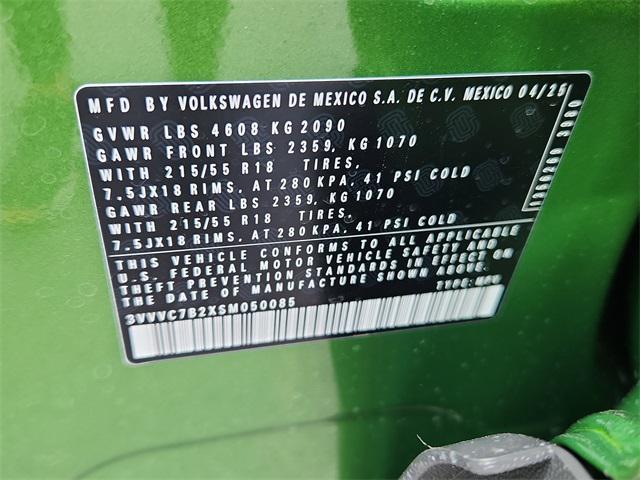 MFD BY VOLKSWAGEN DE MEXICO S.A. DE C.V. MEXICO 04/25
GVWR LBS 4608 KG 2090
GAWR FRONT LBS 2359, KG 1070
WITH 215/55 R18 TIRES,
7.5JX18 RIMS, AT 280 KPA, 41 PSI COLD
GAWR REAR LBS 2359, KG 1070
WITH 215/55 R18 TIRES,
7.5JX18 RIMS, AT 280 KPA, 41 PSI COLD
THIS VEHICLE CONFORMS TO ALL APPLICABLE
U.S. FEDERAL MOTOR VEHICLE SAFETY AND
THEFT PREVENTION STANDARDS IN EFFECT ON
THE DATE OF MANUFACTURE SHOWN ABOVE.
TYPE: MPV
3VVVC7B2XSM050085